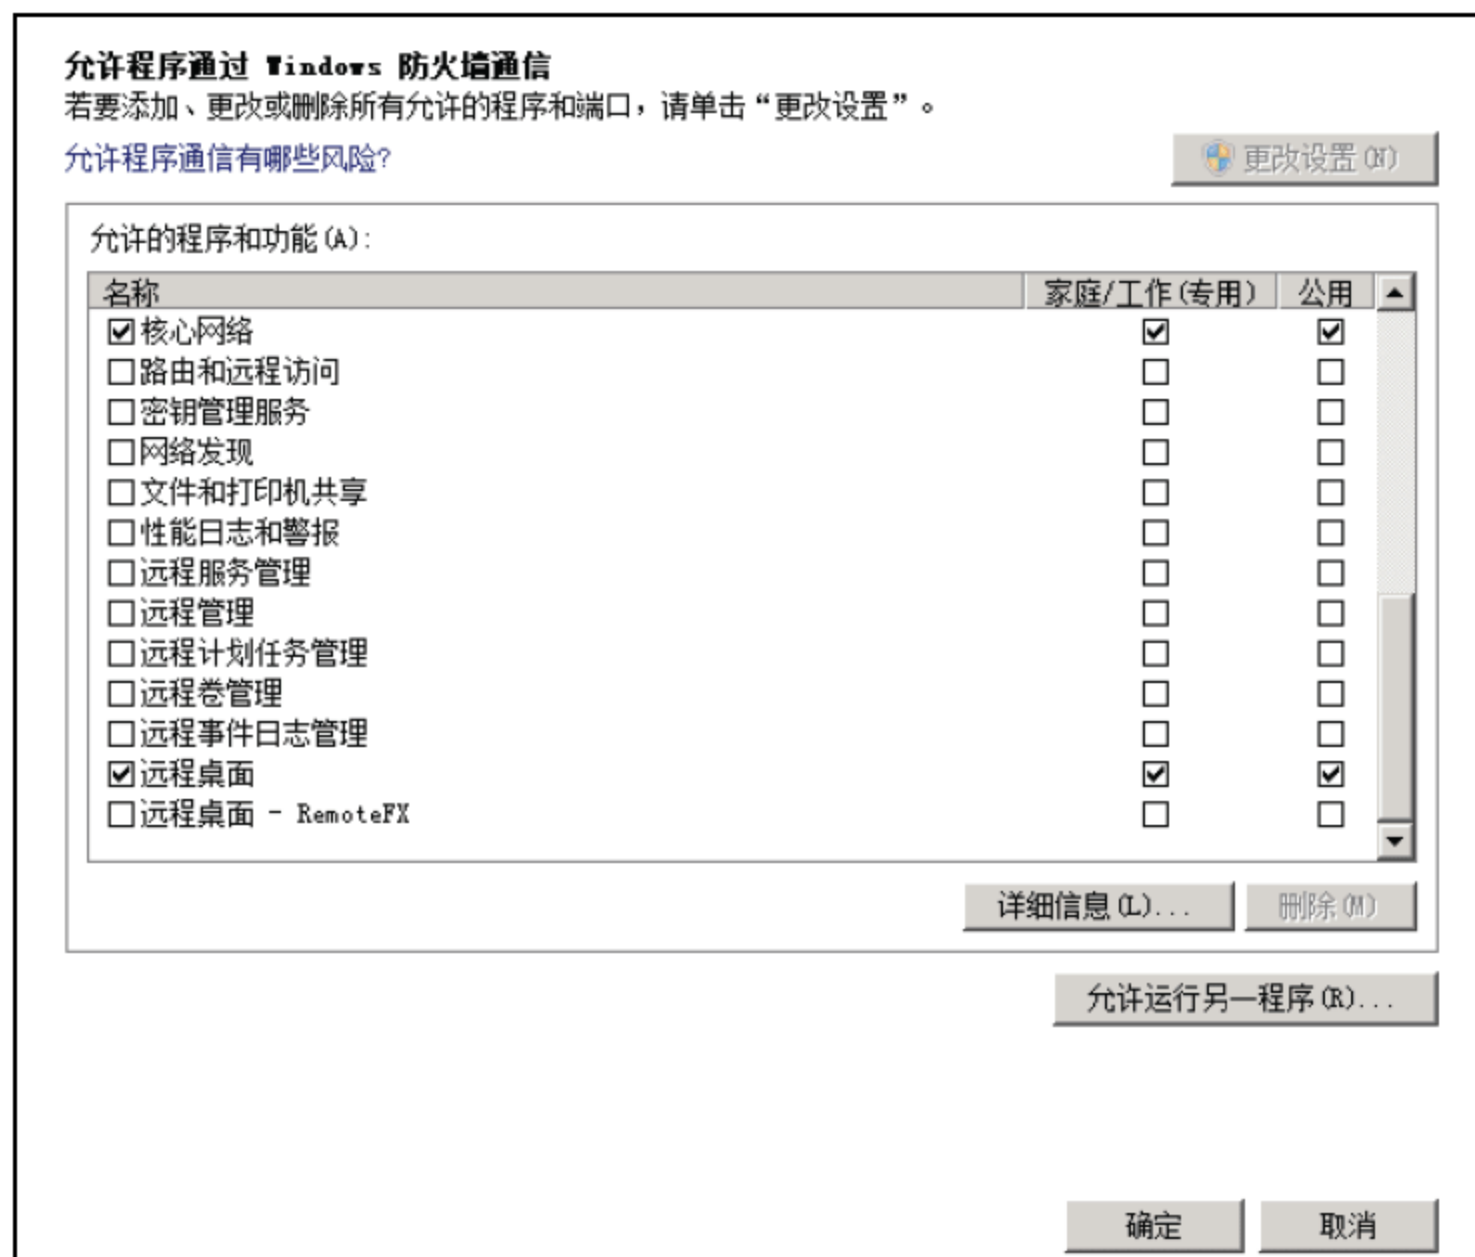 允许程序通过 Windows 防火墙通信
若要添加、更改或删除所有允许的程序和端口，请单击“更改设置”。
允许程序通信有哪些风险?
更改设置(N)
允许的程序和功能(A):
名称 家庭/工作(专用) 公用
核心网络
路由和远程访问
密钥管理服务
网络发现
文件和打印机共享
性能日志和警报
远程服务管理
远程管理
远程计划任务管理
远程卷管理
远程事件日志管理
远程桌面
远程桌面 - RemoteFX
详细信息(L)... 删除(M)
允许运行另一程序(R)...
确定 取消